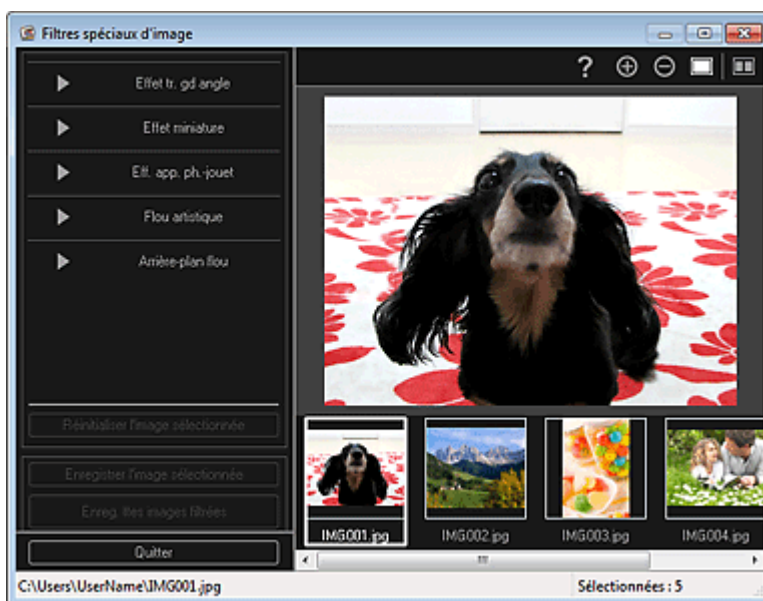 Filtres spéciaux d'image
Effet tr. gd angle
Effet miniature
Eff. app. ph.-jouet
Flou artistique
Arrière-plan flou
Réinitialiser l'image sélectionnée
Enregistrer l'image sélectionnée
Enreg. ttes images filtrées
Quitter
?
IMG001.jpg
IMG002.jpg
IMG003.jpg
IMG004.jpg
C:\Users\UserName\IMG001.jpg
Sélectionnées : 5